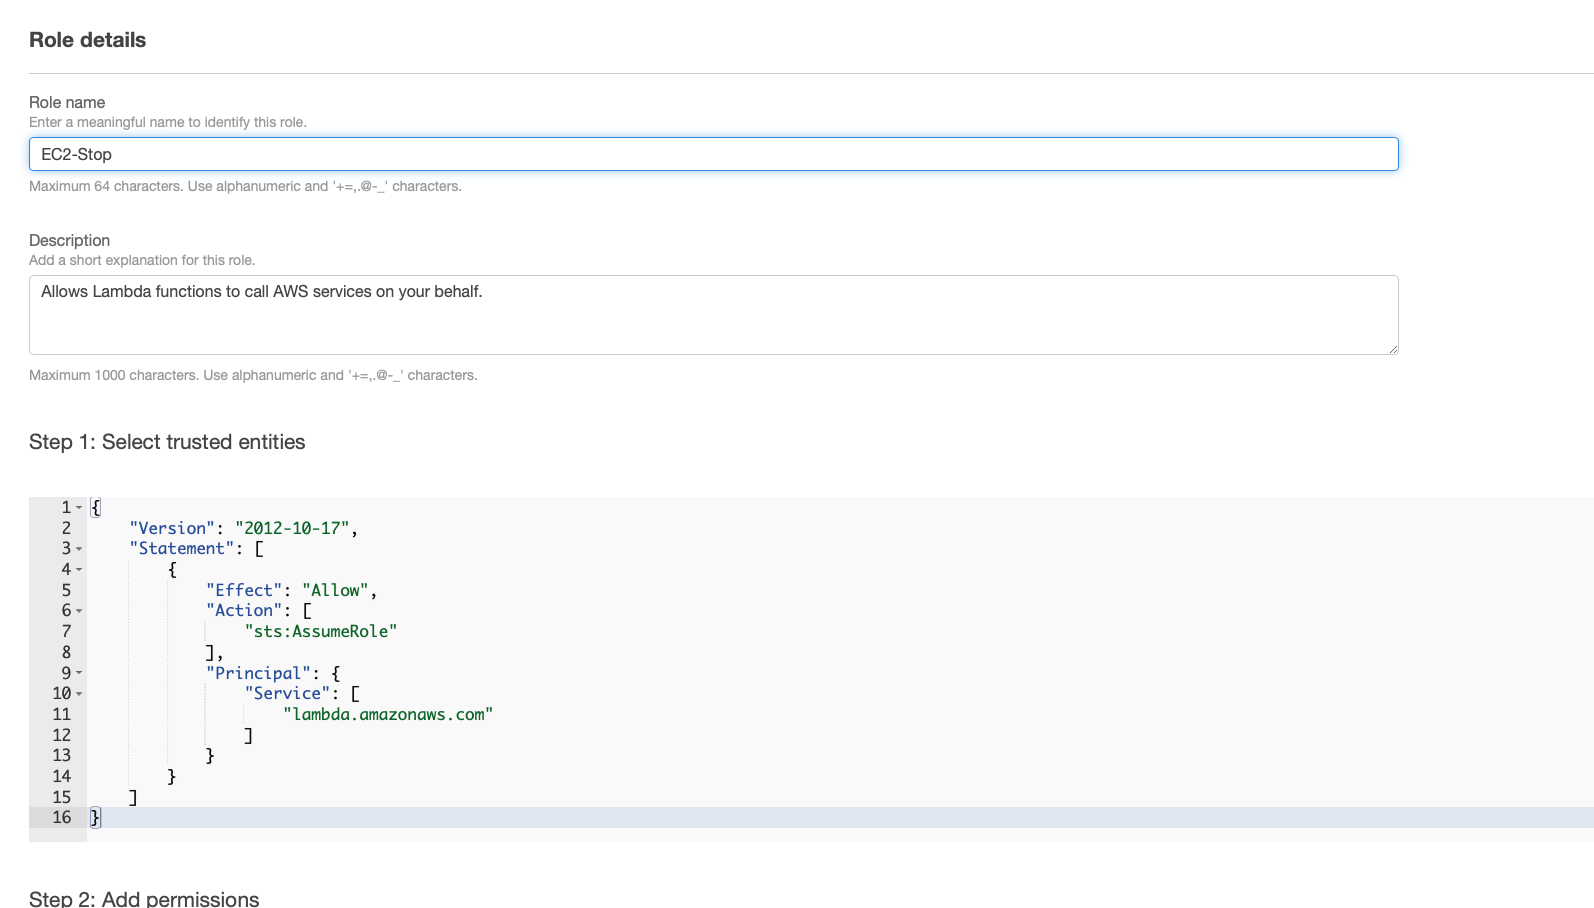 Role details
Role name
Enter a meaningful name to identify this role.
EC2-Stop
Maximum 64 characters. Use alphanumeric and '+=,.@-_' characters.
Description
Add a short explanation for this role.
Allows Lambda functions to call AWS services on your behalf.
Maximum 1000 characters. Use alphanumeric and '+=,.@-_' characters.
Step 1: Select trusted entities
1 {
2     "Version": "2012-10-17",
3     "Statement": [
4         {
5             "Effect": "Allow",
6             "Action": [
7                 "sts:AssumeRole"
8             ],
9             "Principal": {
10                 "Service": [
11                     "lambda.amazonaws.com"
12                 ]
13             }
14         }
15     ]
16 }
Step 2: Add permissions